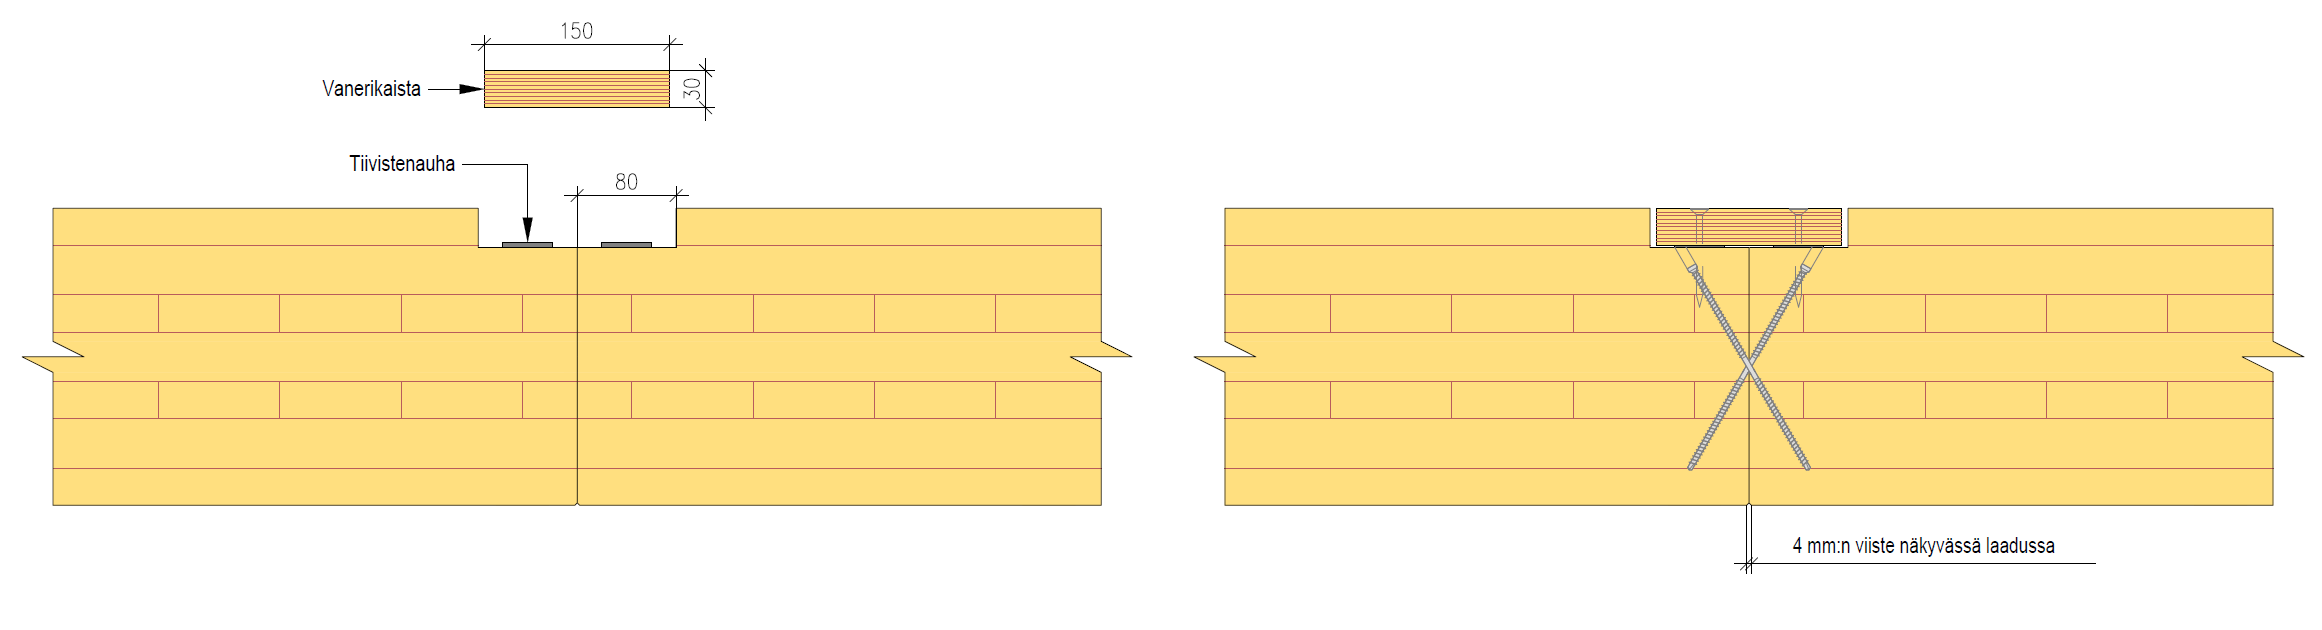 150
Vanerikaista
30
Tiivistenauha
80
4 mm:n viiste näkyvässä laadussa